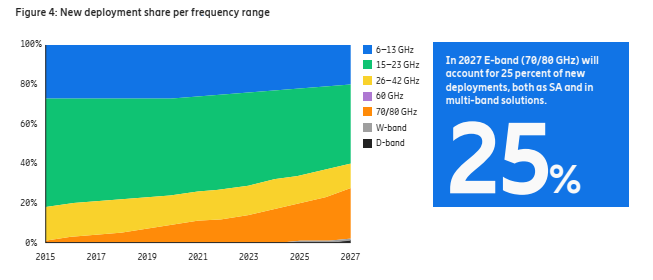 Figure 4: New deployment share per frequency range
100%
80%
60%
40%
20%
0%
2015
2017
2019
2021
2023
2025
2027
6–13 GHz
15–23 GHz
26–42 GHz
60 GHz
70/80 GHz
W-band
D-band
In 2027 E-band (70/80 GHz) will
account for 25 percent of new
deployments, both as SA and in
multi-band solutions.
25%